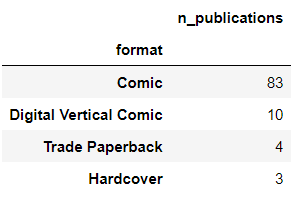 n_publications
format
Comic 83
Digital Vertical Comic 10
Trade Paperback 4
Hardcover 3